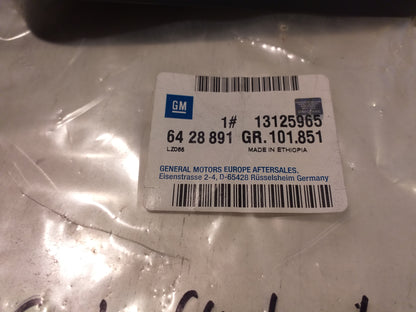 GM
1# 13125965
64 28 891 GR.101.851
LZ066 MADE IN ETHIOPIA
GENERAL MOTORS EUROPE AFTERSALES.
Eisenstrasse 2-4, D-65428 Rüsselsheim Germany